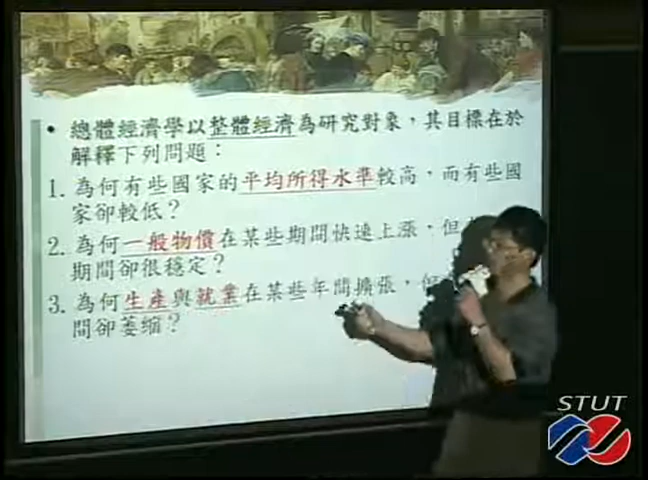 • 總體經濟學以整體經濟為研究對象，其目標在於
解釋下列問題：
1. 為何有些國家的平均所得水準較高，而有些國
家卻較低？
2. 為何一般物價在某些期間快速上漲，但
期間卻很穩定？
3. 為何生產與就業在某些年間擴張，但
間卻萎縮？
STUT